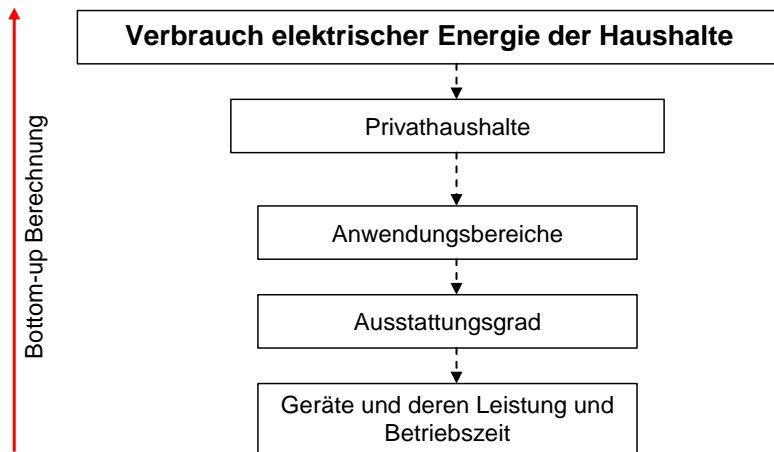 Verbrauch elektrischer Energie der Haushalte
Privathaushalte
Anwendungsbereiche
Ausstattungsgrad
Geräte und deren Leistung und
Betriebszeit
Bottom-up Berechnung